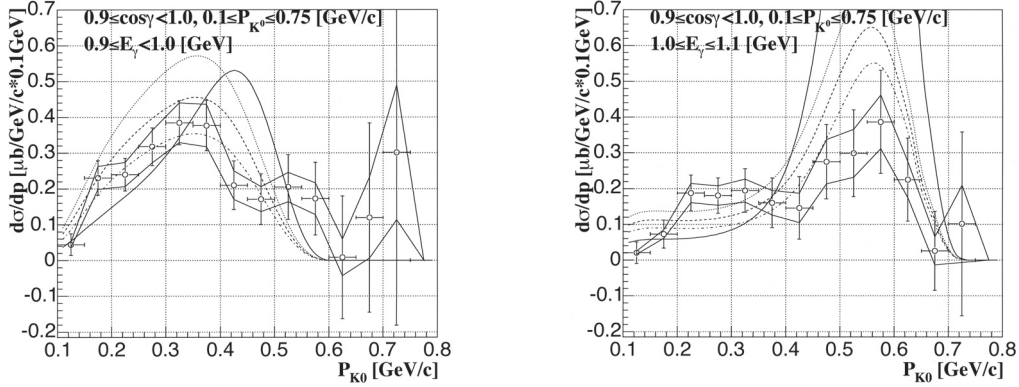 0.9≤cosγ<1.0, 0.1≤P_K⁰≤0.75 [GeV/c]
0.9≤E_γ<1.0 [GeV]
dσ/dp [μb/GeV/c*0.1GeV]
0.7
0.6
0.5
0.4
0.3
0.2
0.1
0
-0.1
-0.2
0.1 0.2 0.3 0.4 0.5 0.6 0.7 0.8
P_K0 [GeV/c]
0.9≤cosγ<1.0, 0.1≤P_K⁰≤0.75 [GeV/c]
1.0≤E_γ≤1.1 [GeV]
dσ/dp [μb/GeV/c*0.1GeV]
0.7
0.6
0.5
0.4
0.3
0.2
0.1
0
-0.1
-0.2
0.1 0.2 0.3 0.4 0.5 0.6 0.7 0.8
P_K0 [GeV/c]